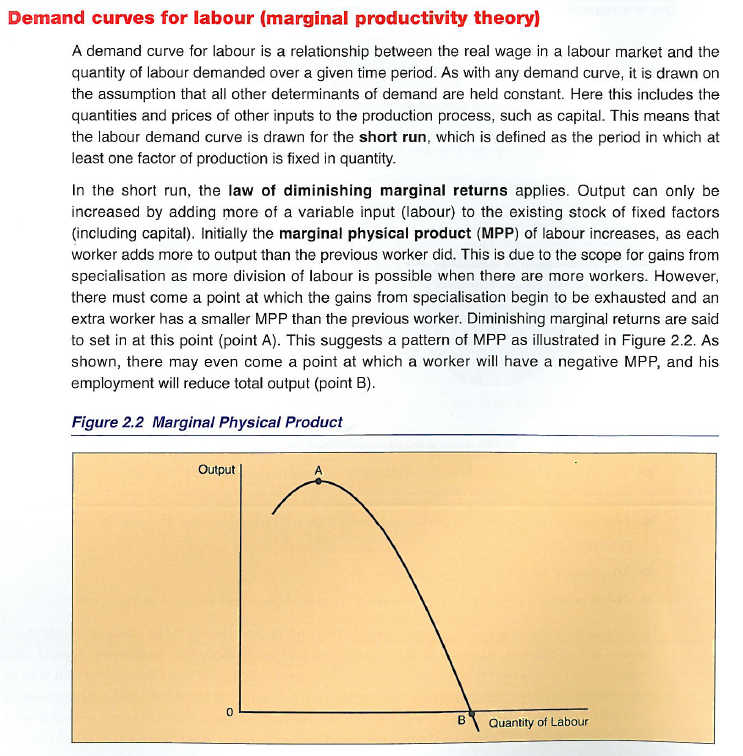 Demand curves for labour (marginal productivity theory)
A demand curve for labour is a relationship between the real wage in a labour market and the
quantity of labour demanded over a given time period. As with any demand curve, it is drawn on
the assumption that all other determinants of demand are held constant. Here this includes the
quantities and prices of other inputs to the production process, such as capital. This means that
the labour demand curve is drawn for the short run, which is defined as the period in which at
least one factor of production is fixed in quantity.
In the short run, the law of diminishing marginal returns applies. Output can only be
increased by adding more of a variable input (labour) to the existing stock of fixed factors
(including capital). Initially the marginal physical product (MPP) of labour increases, as each
worker adds more to output than the previous worker did. This is due to the scope for gains from
specialisation as more division of labour is possible when there are more workers. However,
there must come a point at which the gains from specialisation begin to be exhausted and an
extra worker has a smaller MPP than the previous worker. Diminishing marginal returns are said
to set in at this point (point A). This suggests a pattern of MPP as illustrated in Figure 2.2. As
shown, there may even come a point at which a worker will have a negative MPP, and his
employment will reduce total output (point B).
Figure 2.2 Marginal Physical Product
Output
A
0
B
Quantity of Labour